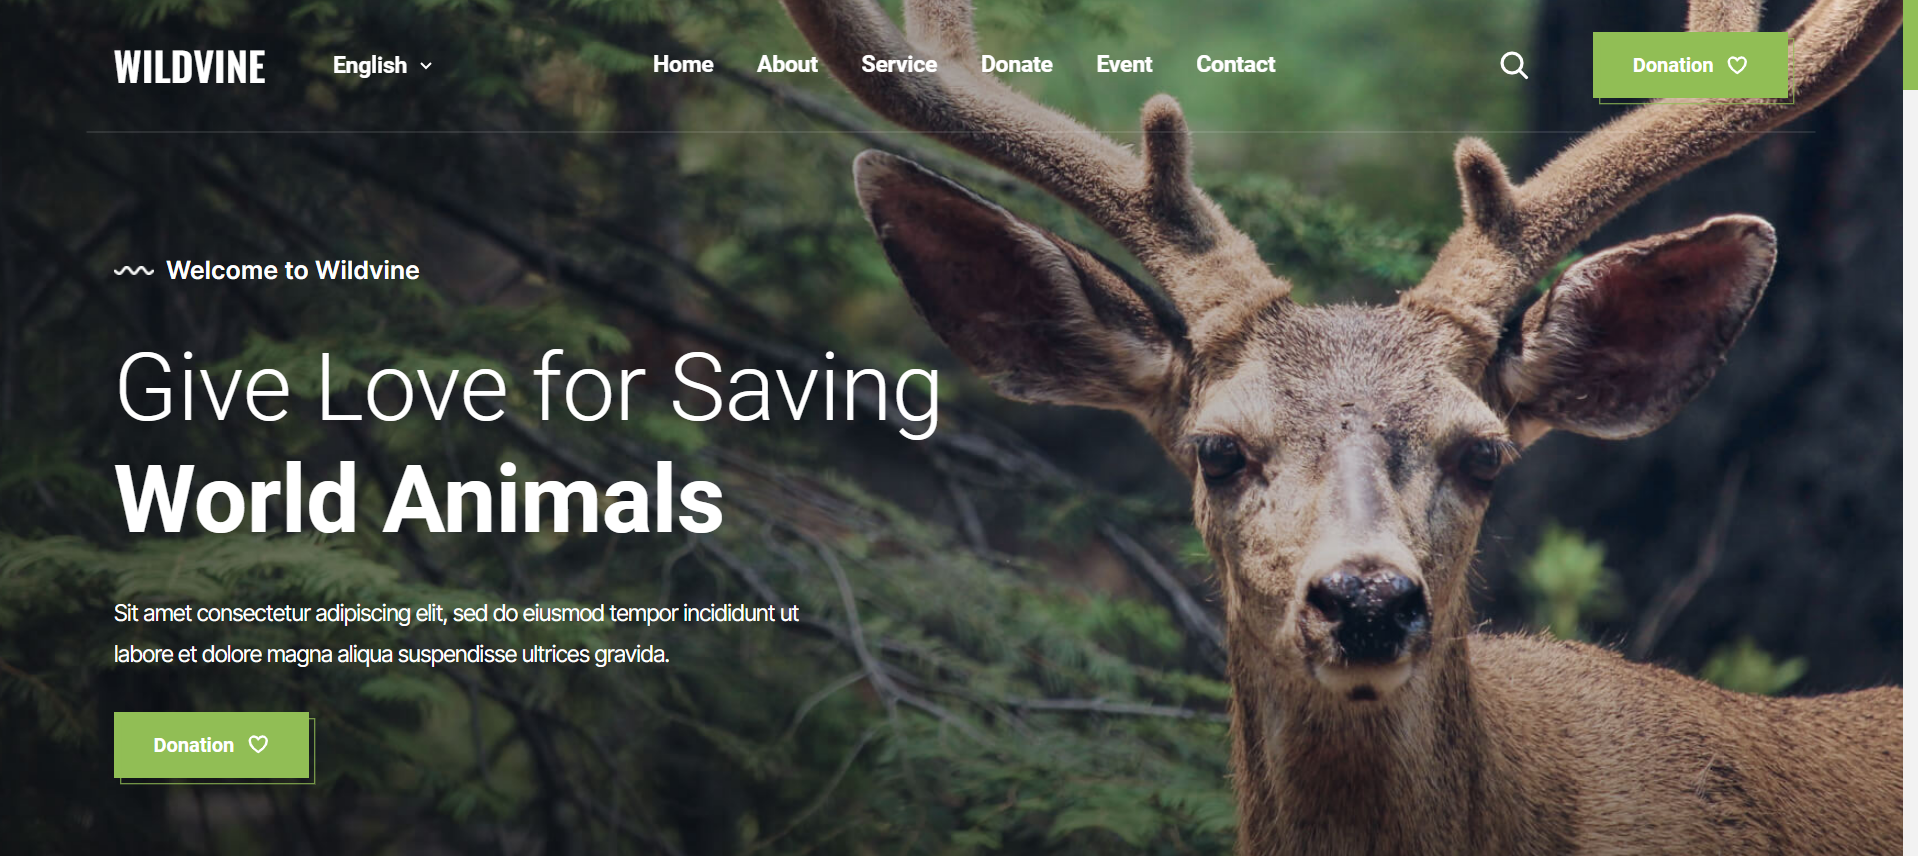 WILDVINE
English
Home
About
Service
Donate
Event
Contact
Donation
Welcome to Wildvine
Give Love for Saving
World Animals
Sit amet consectetur adipiscing elit, sed do eiusmod tempor incididunt ut
labore et dolore magna aliqua suspendisse ultrices gravida.
Donation